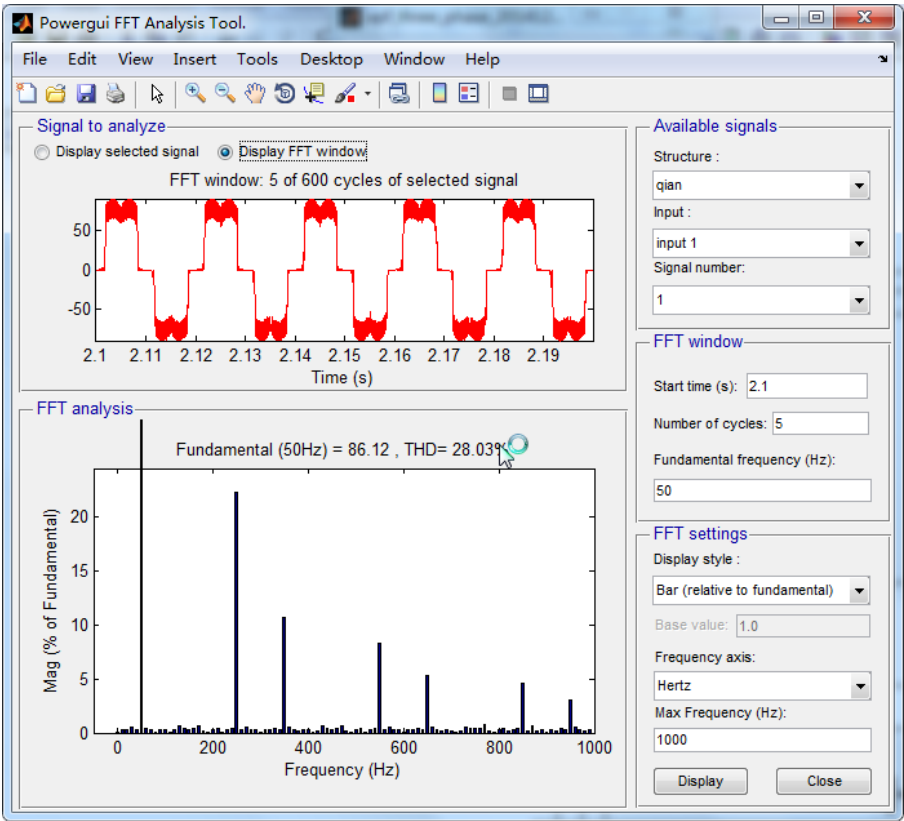 Powergui FFT Analysis Tool.
File Edit View Insert Tools Desktop Window Help
Signal to analyze
Display selected signal Display FFT window
FFT window: 5 of 600 cycles of selected signal
50
0
-50
2.1 2.11 2.12 2.13 2.14 2.15 2.16 2.17 2.18 2.19
Time (s)
FFT analysis
Fundamental (50Hz) = 86.12 , THD= 28.03%
Mag (% of Fundamental)
20
15
10
5
0
0 200 400 600 800 1000
Frequency (Hz)
Available signals
Structure :
qian
Input :
input 1
Signal number:
1
FFT window
Start time (s): 2.1
Number of cycles: 5
Fundamental frequency (Hz):
50
FFT settings
Display style :
Bar (relative to fundamental)
Base value: 1.0
Frequency axis:
Hertz
Max Frequency (Hz):
1000
Display Close